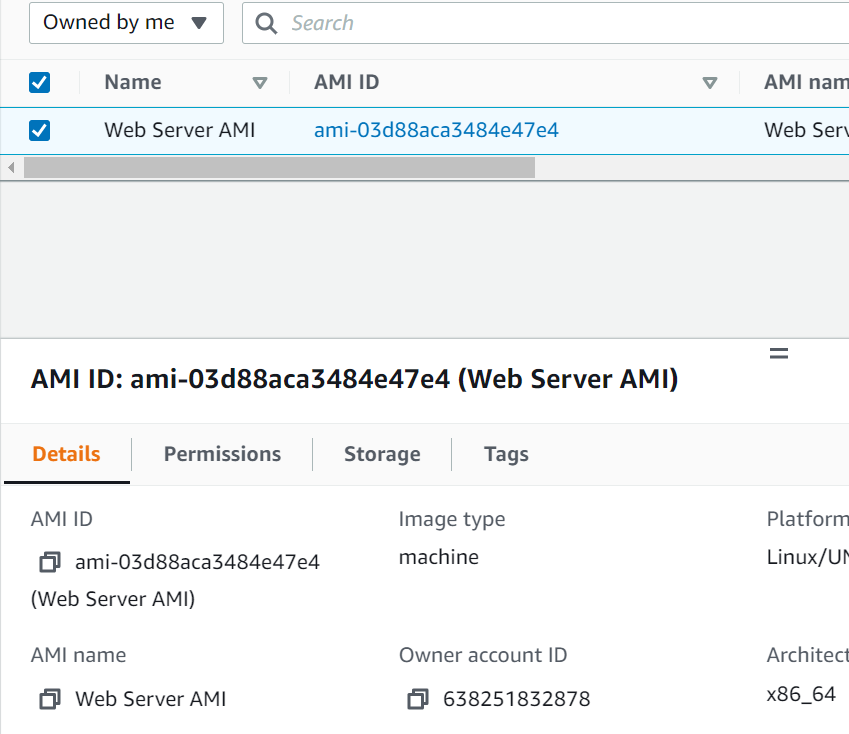 Owned by me Search
Name AMI ID AMI nam
Web Server AMI ami-03d88aca3484e47e4 Web Serv
AMI ID: ami-03d88aca3484e47e4 (Web Server AMI)
Details Permissions Storage Tags
AMI ID Image type Platform
ami-03d88aca3484e47e4 machine Linux/UN
(Web Server AMI)
AMI name Owner account ID Architect
Web Server AMI 638251832878 x86_64